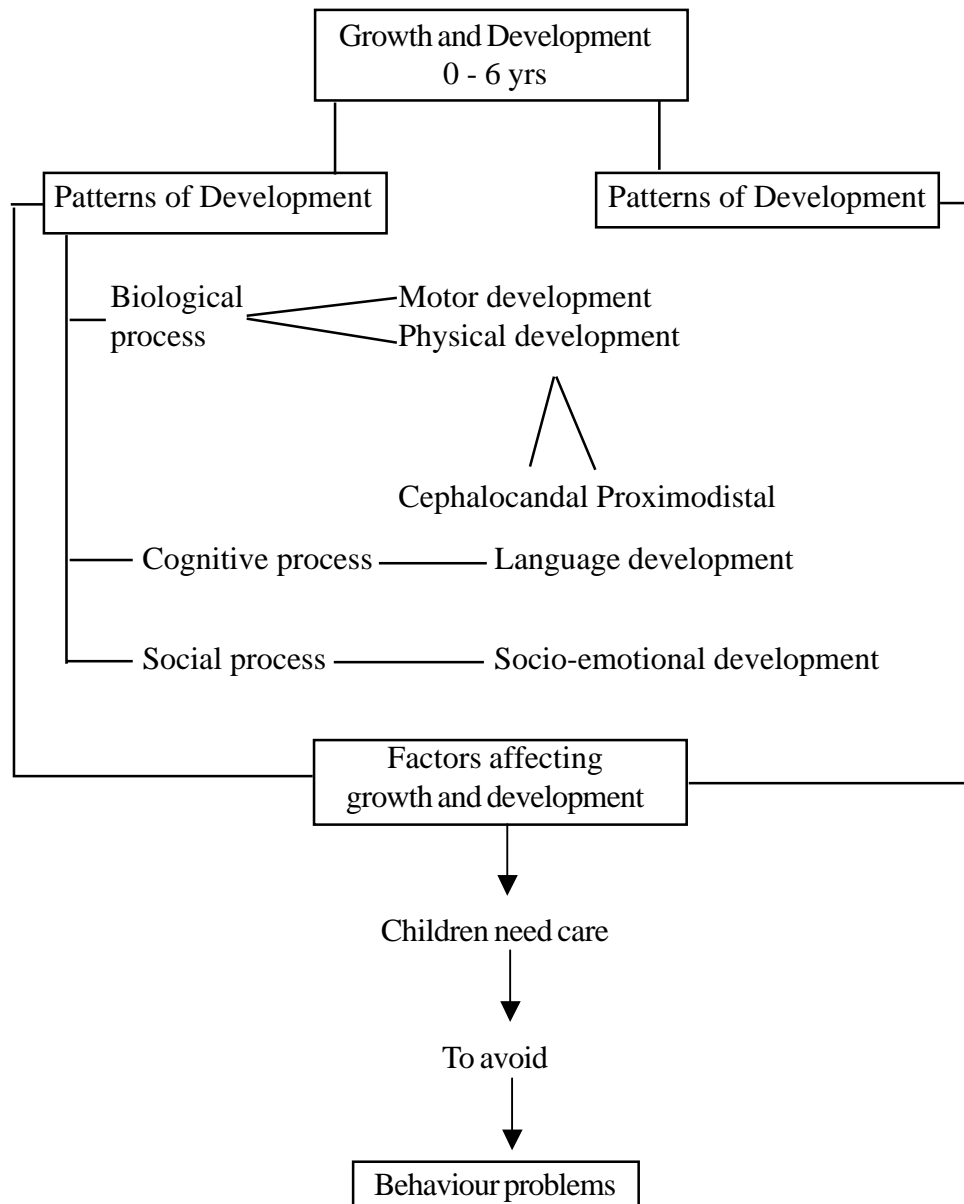 Growth and Development
0 - 6 yrs
Patterns of Development
Patterns of Development
Biological
process
Motor development
Physical development
Cephalocandal Proximodistal
Cognitive process
Language development
Social process
Socio-emotional development
Factors affecting
growth and development
Children need care
To avoid
Behaviour problems